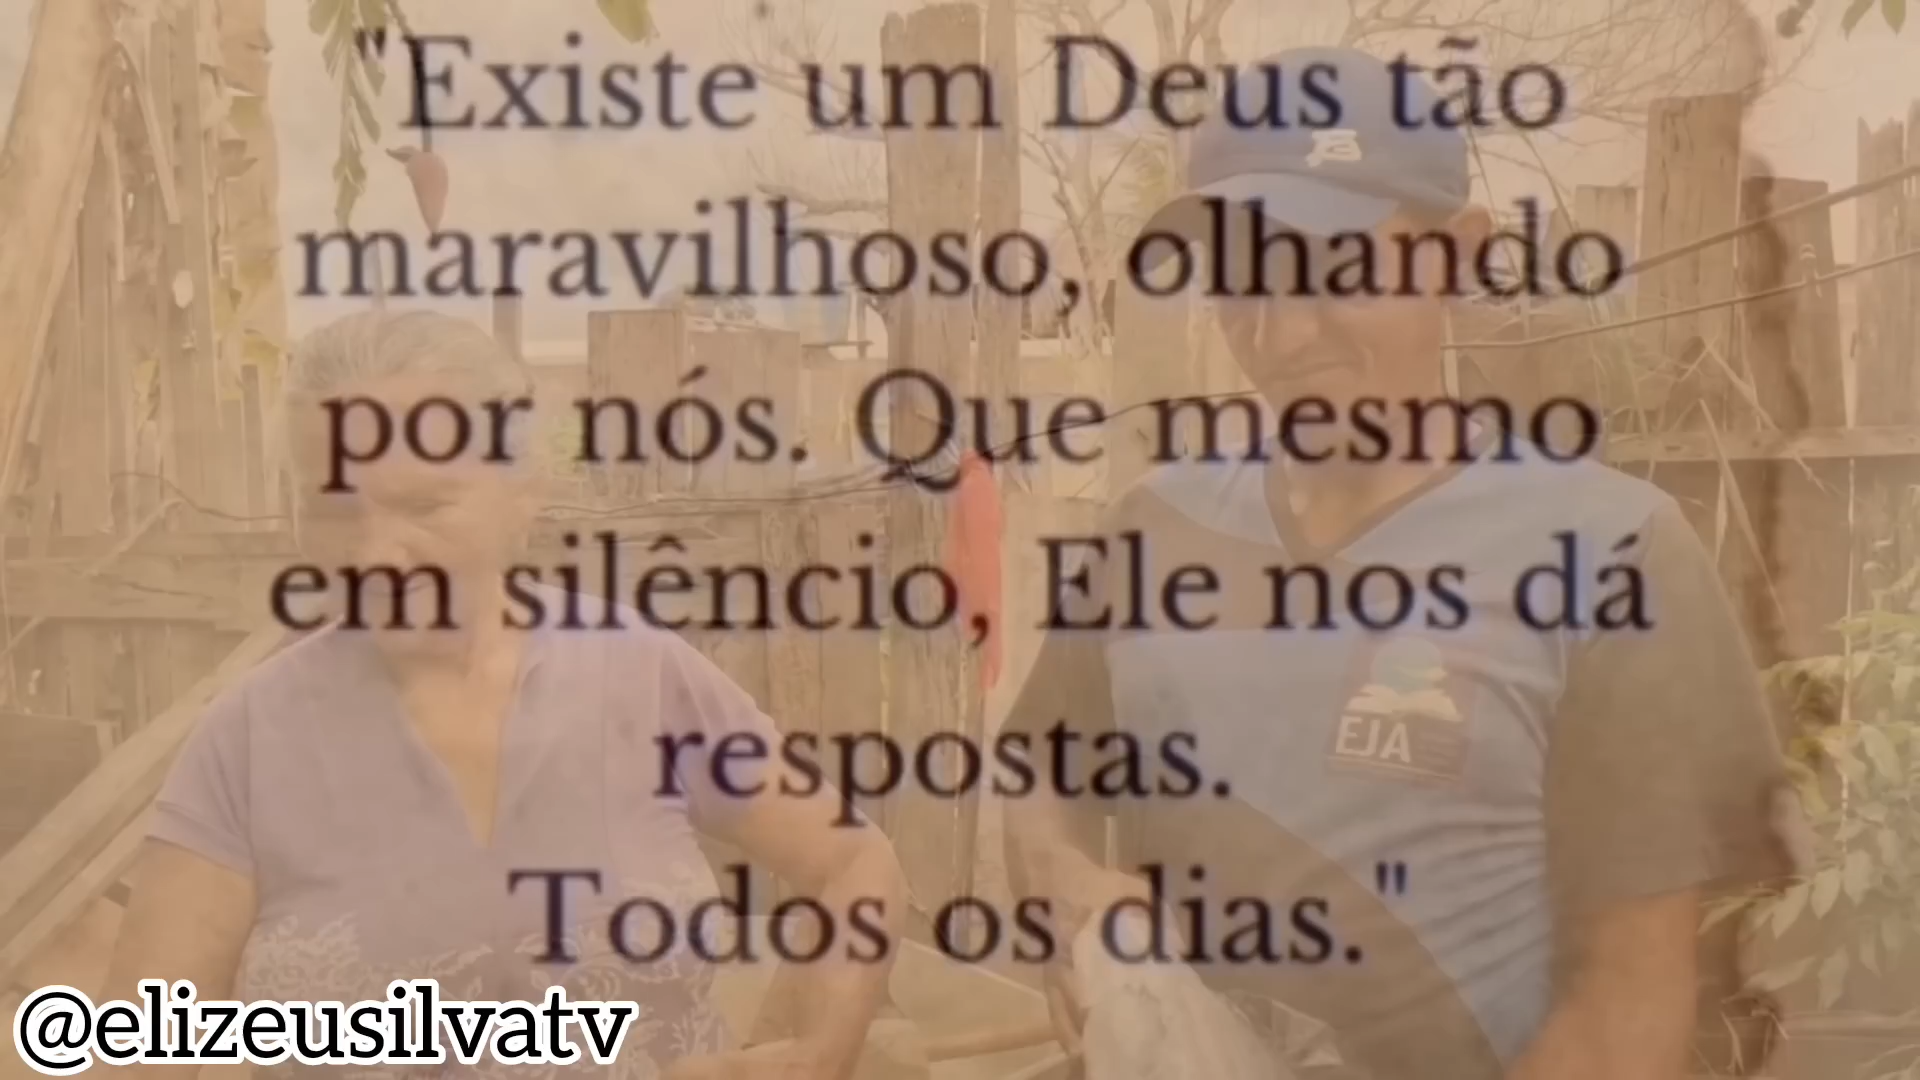 "Existe um Deus tão
maravilhoso, olhando
por nós. Que mesmo
em silêncio, Ele nos dá
respostas.
Todos os dias."
EJA
@elizeusilvatv